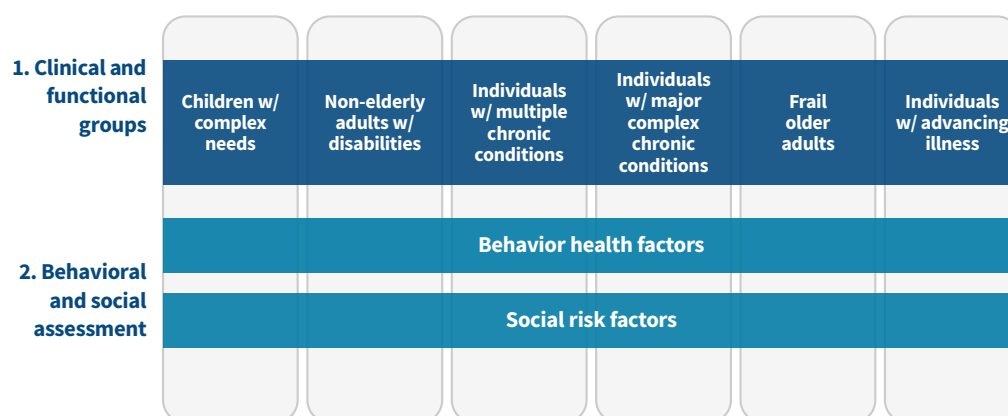 1. Clinical and
functional
groups
Children w/
complex
needs
Non-elderly
adults w/
disabilities
Individuals
w/ multiple
chronic
conditions
Individuals
w/ major
complex
chronic
conditions
Frail
older
adults
Individuals
w/ advancing
illness
2. Behavioral
and social
assessment
Behavior health factors
Social risk factors